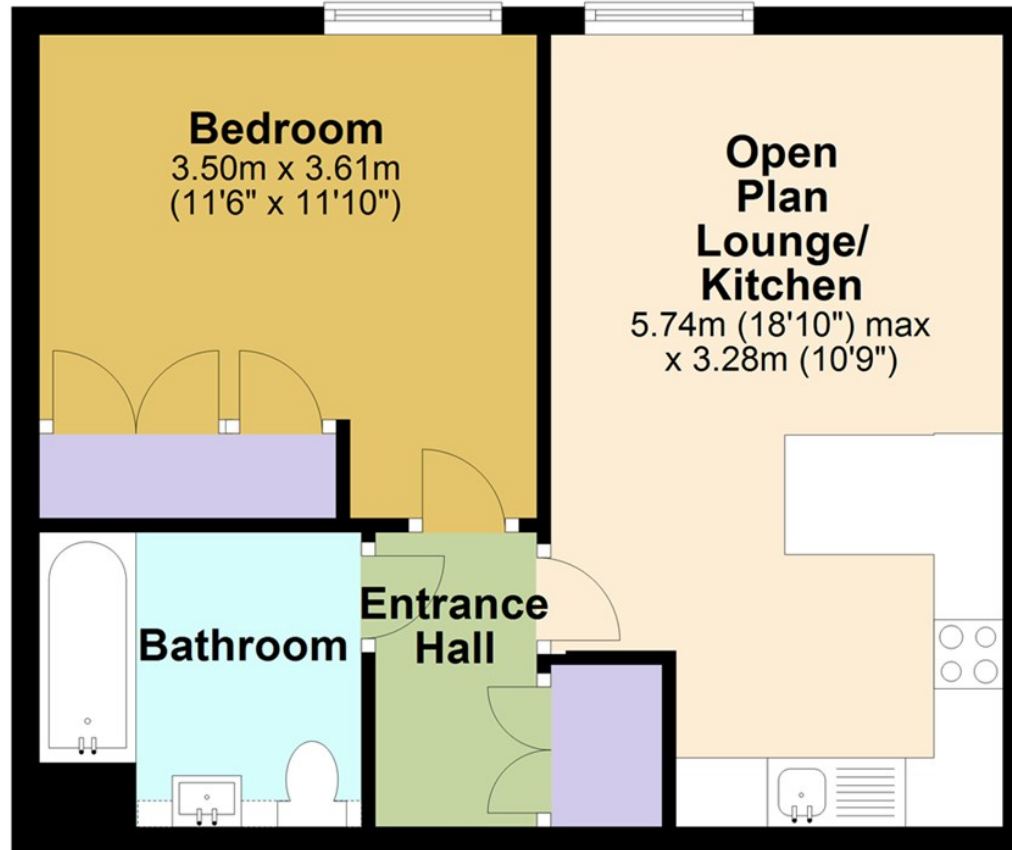 Bedroom
3.50m x 3.61m
(11'6" x 11'10")
Open
Plan
Lounge/
Kitchen
5.74m (18'10") max
x 3.28m (10'9")
Bathroom
Entrance
Hall